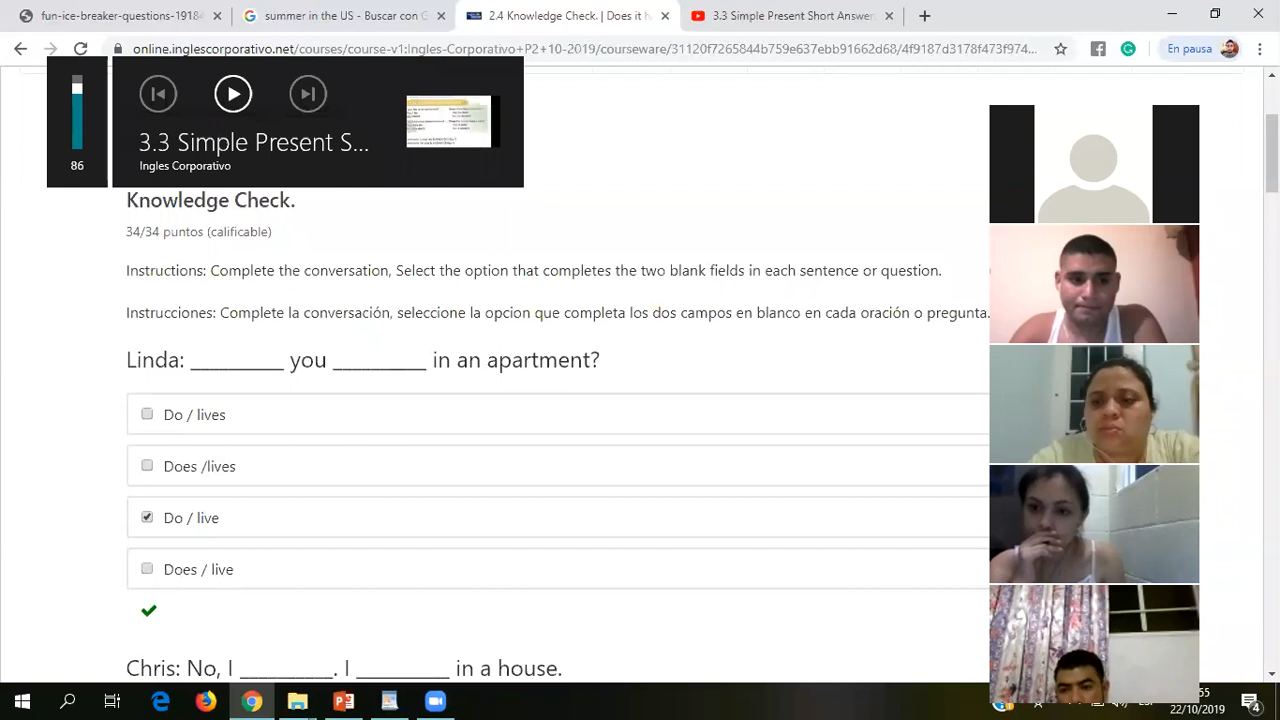 fun-ice-breaker-questions-19181
summer in the US - Buscar con G
2.4 Knowledge Check. | Does it h
3.3 Simple Present Sort Answer
online.inglescorporativo.net/courses/course-v1:Ingles-Corporativo+P2+10-2019/courseware/31120f7265844b759e637ebb91662d68/4f9187d3178f473f974...
En pausa
3.3 Simple Present S...
86
Ingles Corporativo
Knowledge Check.
34/34 puntos (calificable)
Instructions: Complete the conversation, Select the option that completes the two blank fields in each sentence or question.
Instrucciones: Complete la conversación, seleccione la opcion que completa los dos campos en blanco en cada oración o pregunta.
Linda: _________ you _________ in an apartment?
Do / lives
Does /lives
Do / live
Does / live
Chris: No, I _________. I _________ in a house.
55
22/10/2019
4